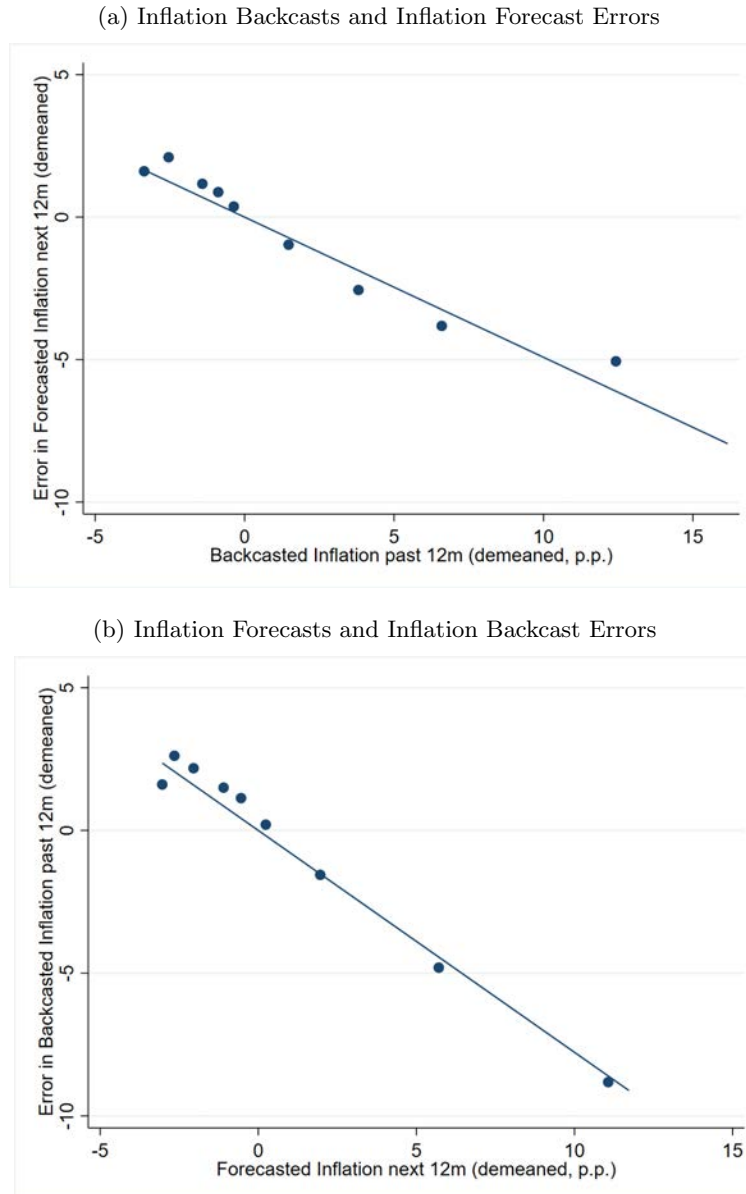 (a) Inflation Backcasts and Inflation Forecast Errors
Error in Forecasted Inflation next 12m (demeaned)
5
0
-5
-10
-5 0 5 10 15
Backcasted Inflation past 12m (demeaned, p.p.)
(b) Inflation Forecasts and Inflation Backcast Errors
Error in Backcasted Inflation past 12m (demeaned)
5
0
-5
-10
-5 0 5 10 15
Forecasted Inflation next 12m (demeaned, p.p.)